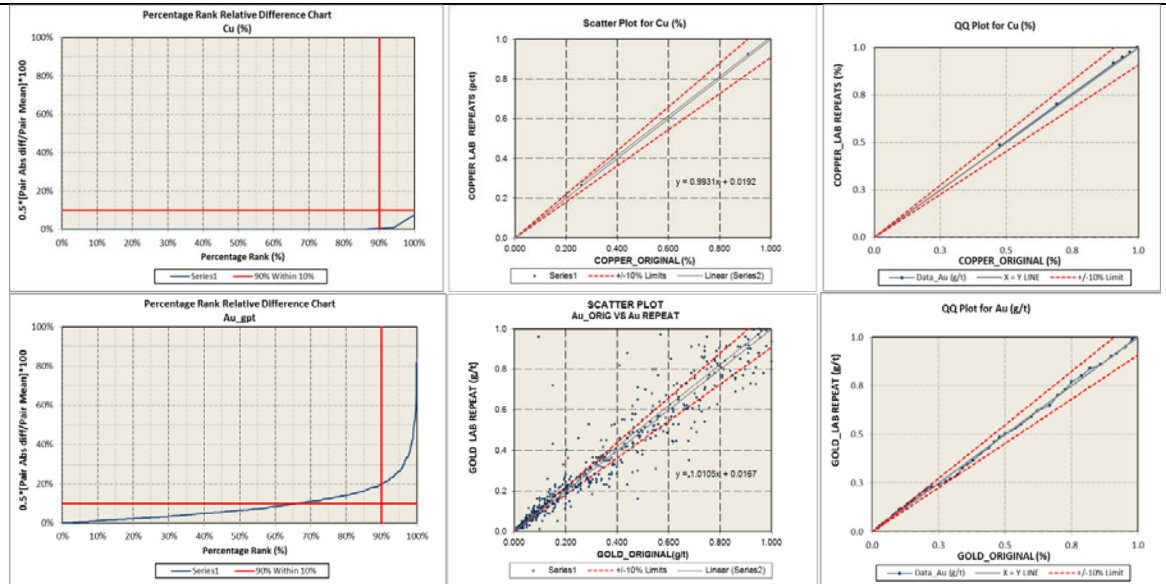 Percentage Rank Relative Difference Chart
Cu (%)
0.5*[Pair Abs diff/Pair Mean]*100
100%
80%
60%
40%
20%
0%
0% 10% 20% 30% 40% 50% 60% 70% 80% 90% 100%
Percentage Rank (%)
Series1 90% Within 10%
Scatter Plot for Cu (%)
COPPER LAB REPEATS (pct)
1.0
0.8
0.6
0.4
0.2
0.0
y = 0.9931x + 0.0192
0.000 0.200 0.400 0.600 0.800 1.000
COPPER_ORIGINAL (%)
Series1 +/-10% Limits Linear (Series2)
QQ Plot for Cu (%)
COPPER_LAB REPEATS (%)
1.0
0.8
0.5
0.3
0.0
0.0 0.3 0.5 0.8 1.0
COPPER_ORIGINAL (%)
Data_Au (g/t) X = Y LINE +/-10% Limit
Percentage Rank Relative Difference Chart
Au_gpt
0.5*[Pair Abs diff/Pair Mean]*100
100%
80%
60%
40%
20%
0%
0% 10% 20% 30% 40% 50% 60% 70% 80% 90% 100%
Percentage Rank (%)
Series1 90% Within 10%
SCATTER PLOT
Au_ORIG VS Au REPEAT
GOLD LAB REPEAT (g/t)
1.0
0.8
0.6
0.4
0.2
0.0
y = 1.0105x + 0.0167
0.000 0.200 0.400 0.600 0.800 1.000
GOLD_ORIGINAL(g/t)
Series1 +/-10% Limits Linear (Series2)
QQ Plot for Au (g/t)
GOLD_LAB REPEAT (g/t)
1.0
0.8
0.5
0.3
0.0
0.0 0.3 0.5 0.8 1.0
GOLD_ORIGINAL (%)
Data_Au (g/t) X = Y LINE +/-10% Limit